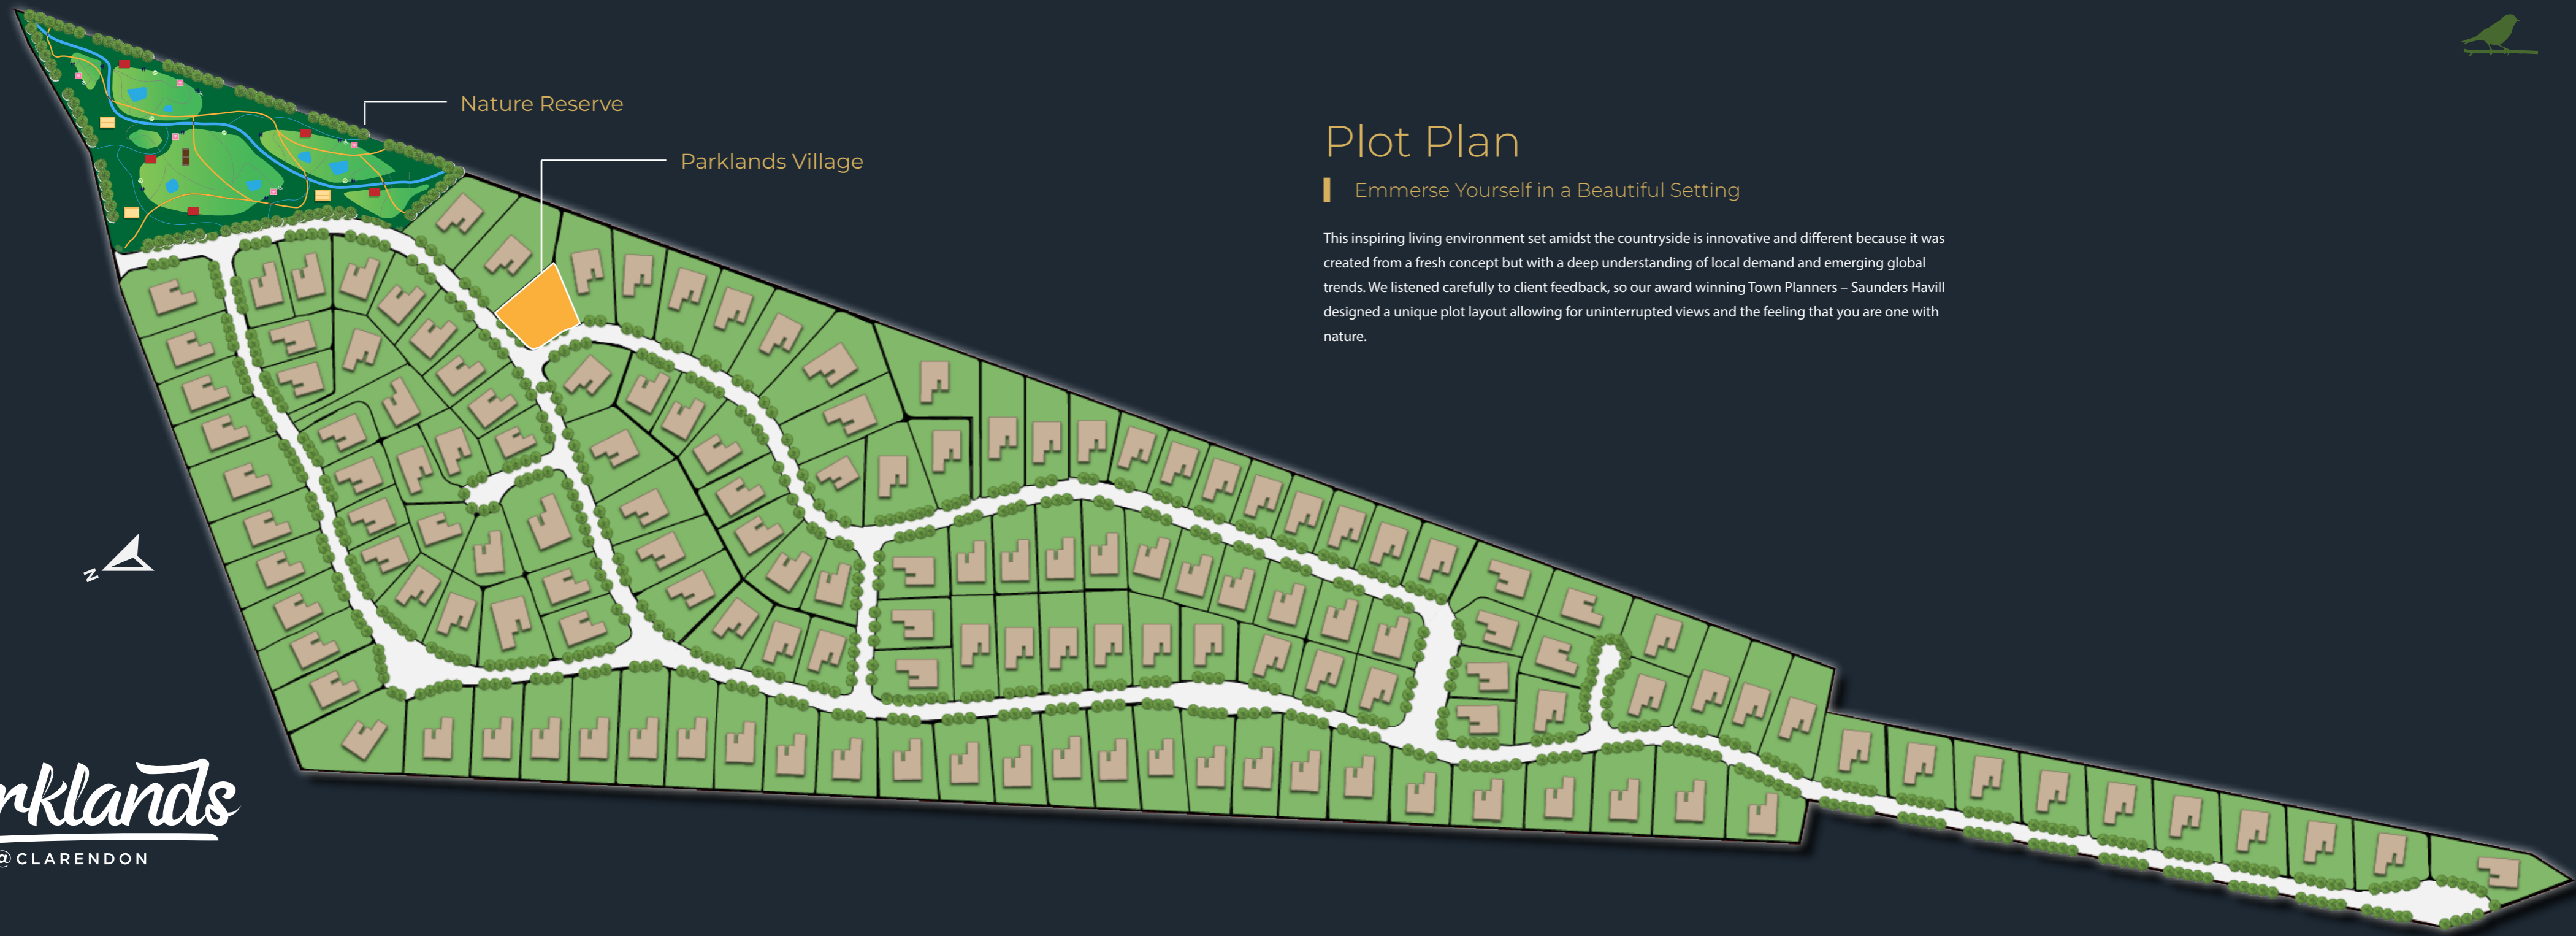 Nature Reserve
Parklands Village
Plot Plan
Emmerse Yourself in a Beautiful Setting
This inspiring living environment set amidst the countryside is innovative and different because it was
created from a fresh concept but with a deep understanding of local demand and emerging global
trends. We listened carefully to client feedback, so our award winning Town Planners – Saunders Havill
designed a unique plot layout allowing for uninterrupted views and the feeling that you are one with
nature.
N
rklands
@CLARENDON